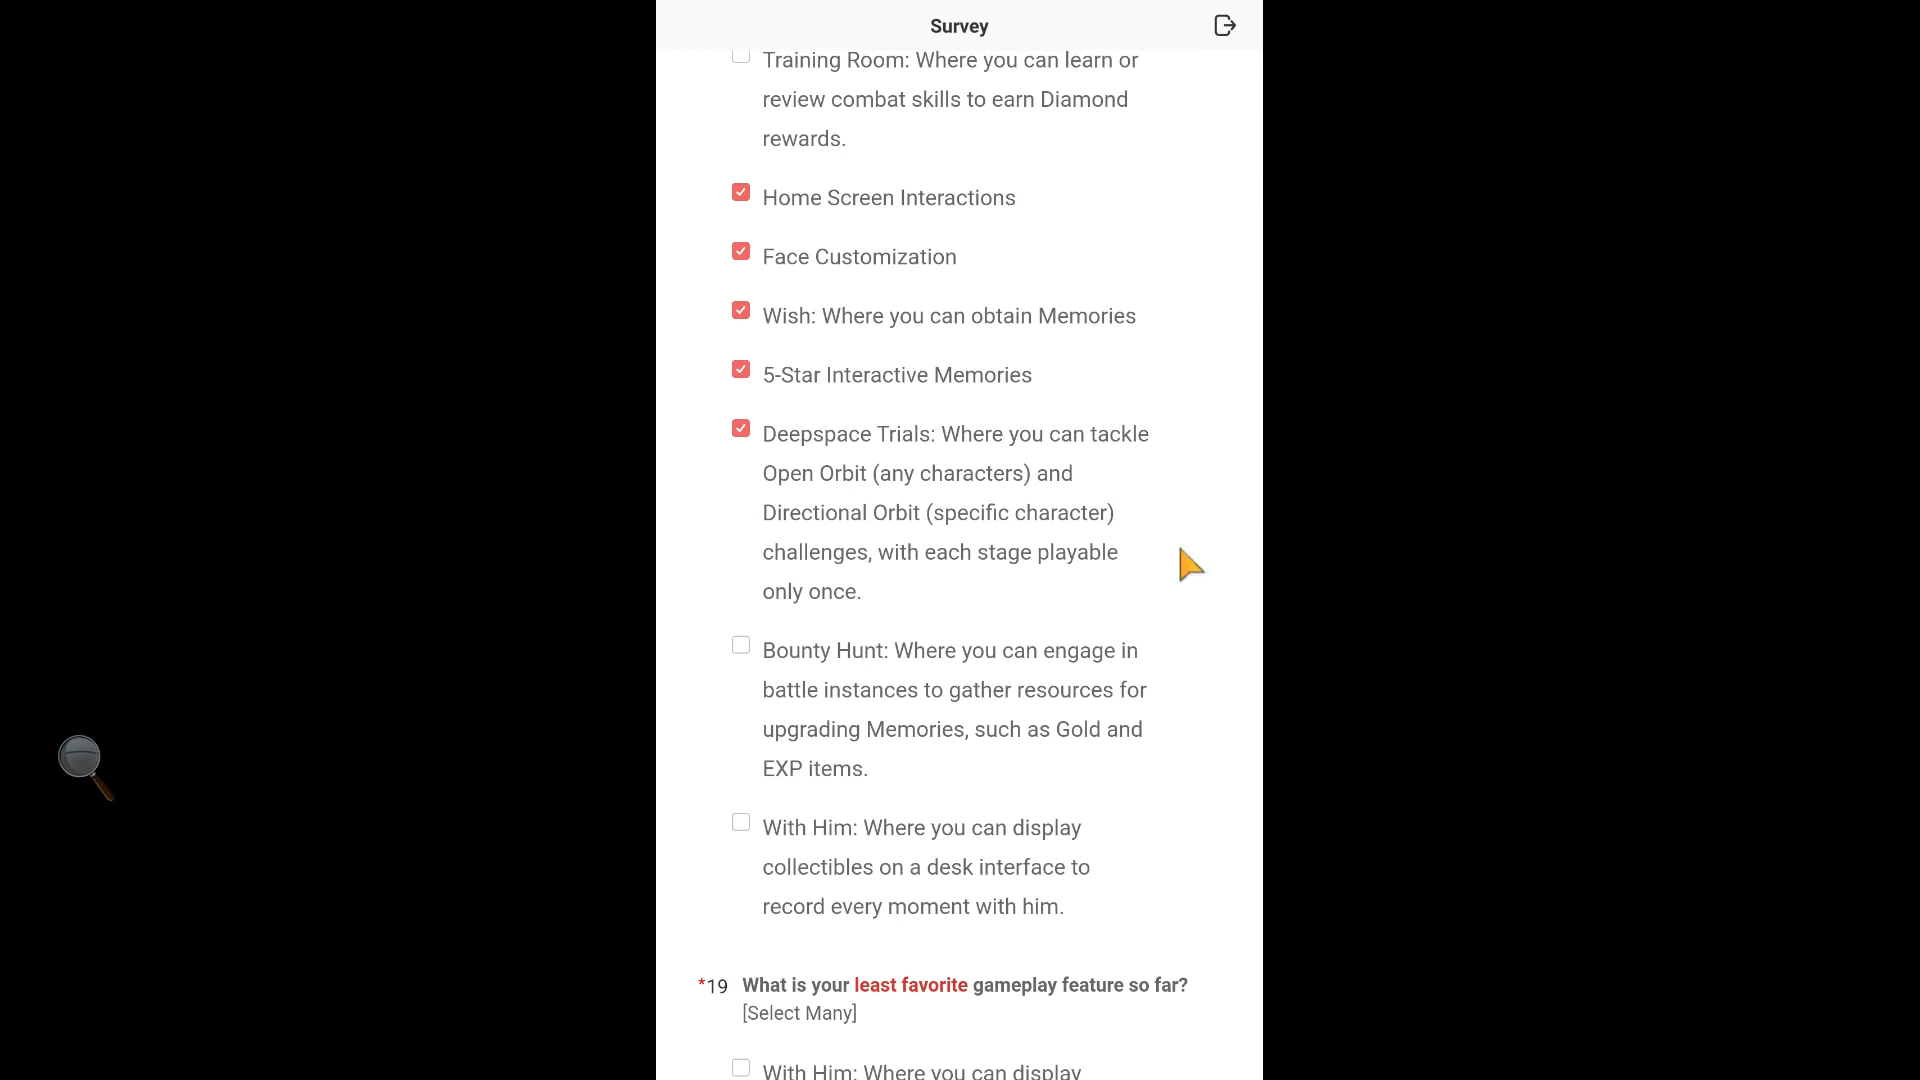 Survey
Training Room: Where you can learn or
review combat skills to earn Diamond
rewards.
Home Screen Interactions
Face Customization
Wish: Where you can obtain Memories
5-Star Interactive Memories
Deepspace Trials: Where you can tackle
Open Orbit (any characters) and
Directional Orbit (specific character)
challenges, with each stage playable
only once.
Bounty Hunt: Where you can engage in
battle instances to gather resources for
upgrading Memories, such as Gold and
EXP items.
With Him: Where you can display
collectibles on a desk interface to
record every moment with him.
*19 What is your least favorite gameplay feature so far?
[Select Many]
With Him: Where you can display